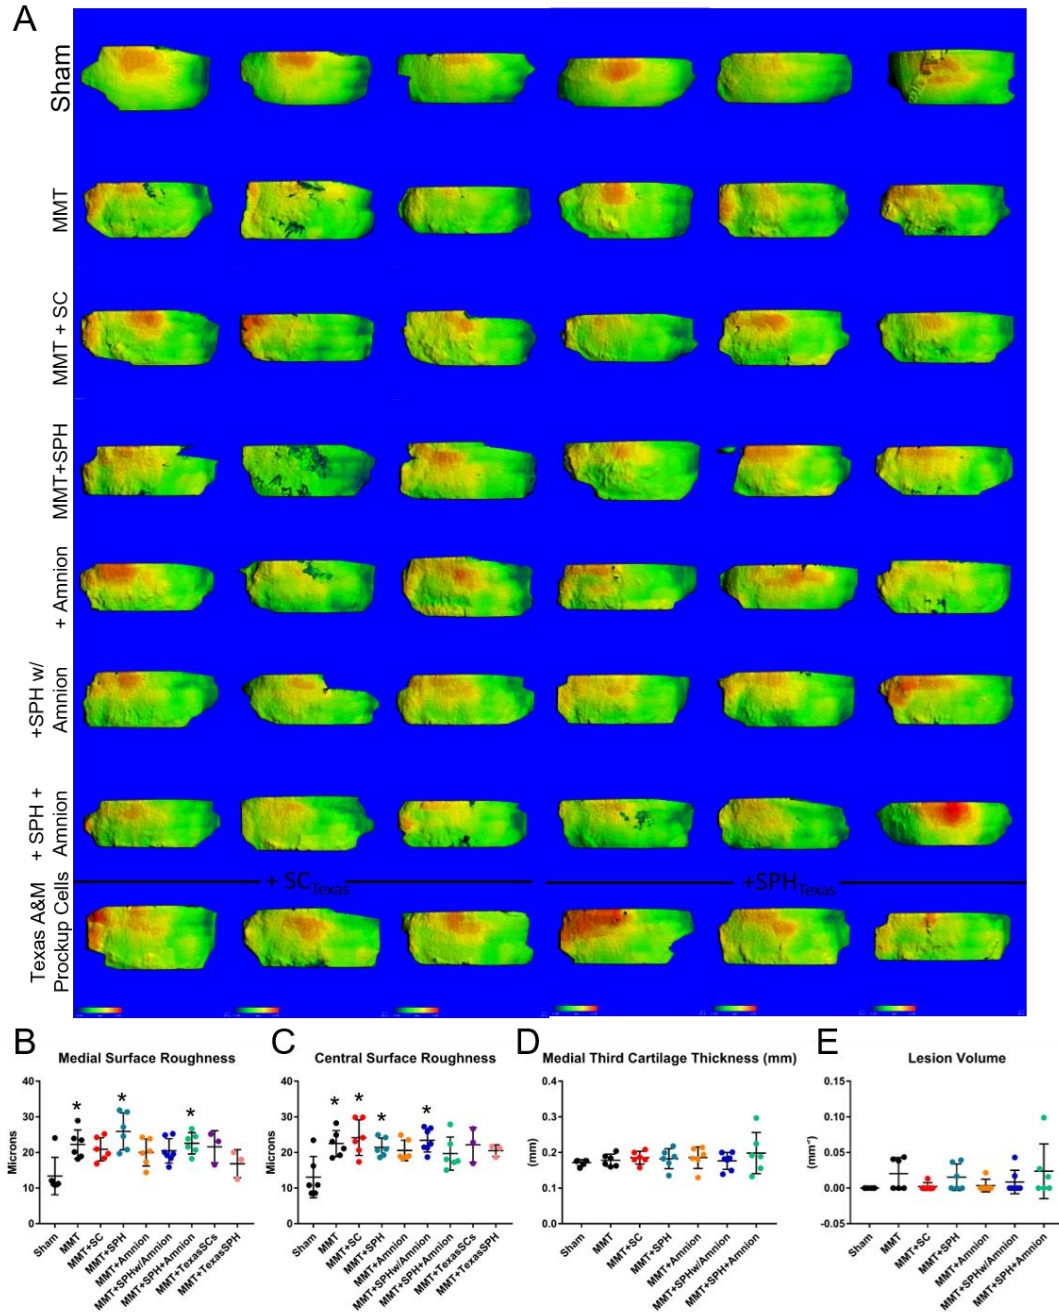 A
Sham
MMT
MMT + SC
MMT+SPH
+ Amnion
+SPH w/
Amnion
+ SPH +
Amnion
+ SC Texas
+SPH Texas
Texas A&M
Prockup Cells
B
Medial Surface Roughness
Microns
40
30
20
10
0
*
*
*
Sham
MMT
MMT+SC
MMT+SPH
MMT+Amnion
MMT+SPHw/Amnion
MMT+SPH+Amnion
MMT+TexasSCs
MMT+TexasSPH
C
Central Surface Roughness
Microns
40
30
20
10
0
*
*
*
*
Sham
MMT
MMT+SC
MMT+SPH
MMT+Amnion
MMT+SPHw/Amnion
MMT+SPH+Amnion
MMT+TexasSCs
MMT+TexasSPH
D
Medial Third Cartilage Thickness (mm)
(mm)
0.4
0.3
0.2
0.1
0.0
Sham
MMT
MMT+SC
MMT+SPH
MMT+Amnion
MMT+SPHw/Amnion
MMT+SPH+Amnion
E
Lesion Volume
0.15
0.10
0.05
0.00
-0.05
Sham
MMT
MMT+SC
MMT+SPH
MMT+Amnion
MMT+SPHw/Amnion
MMT+SPH+Amnion